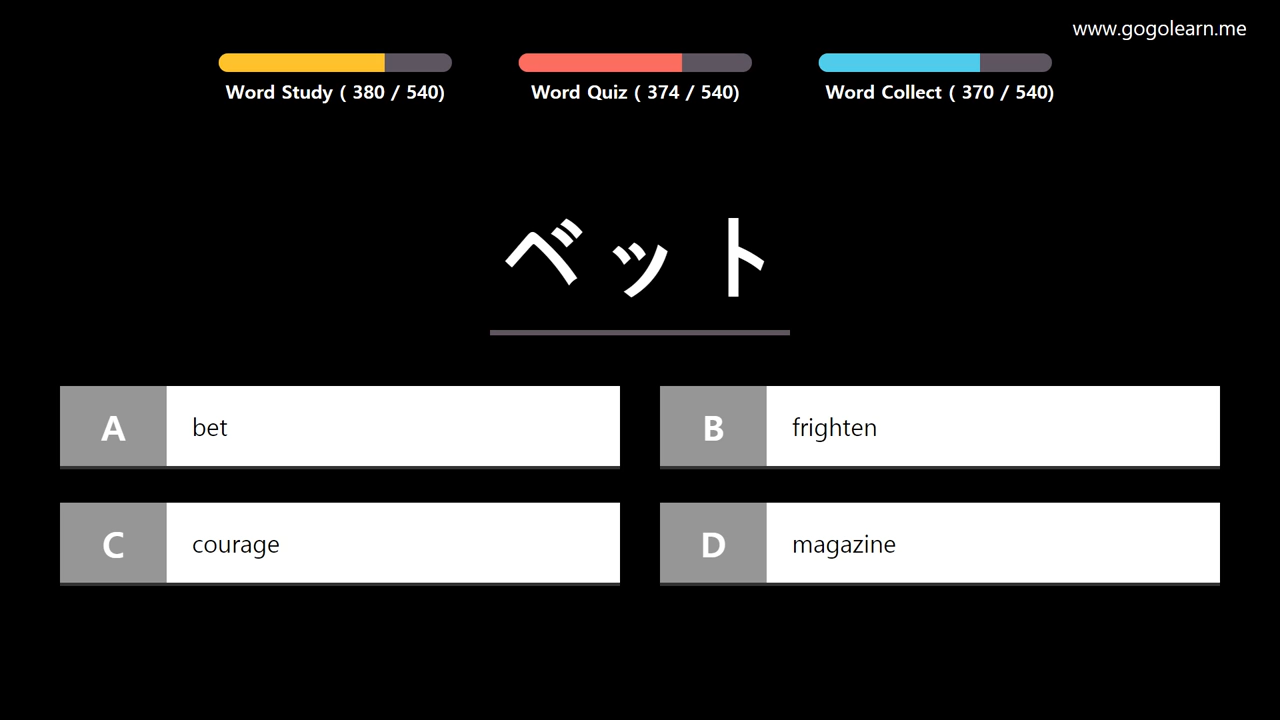 www.gogolearn.me
Word Study ( 380 / 540)
Word Quiz ( 374 / 540)
Word Collect ( 370 / 540)
ベット
A bet
B frighten
C courage
D magazine